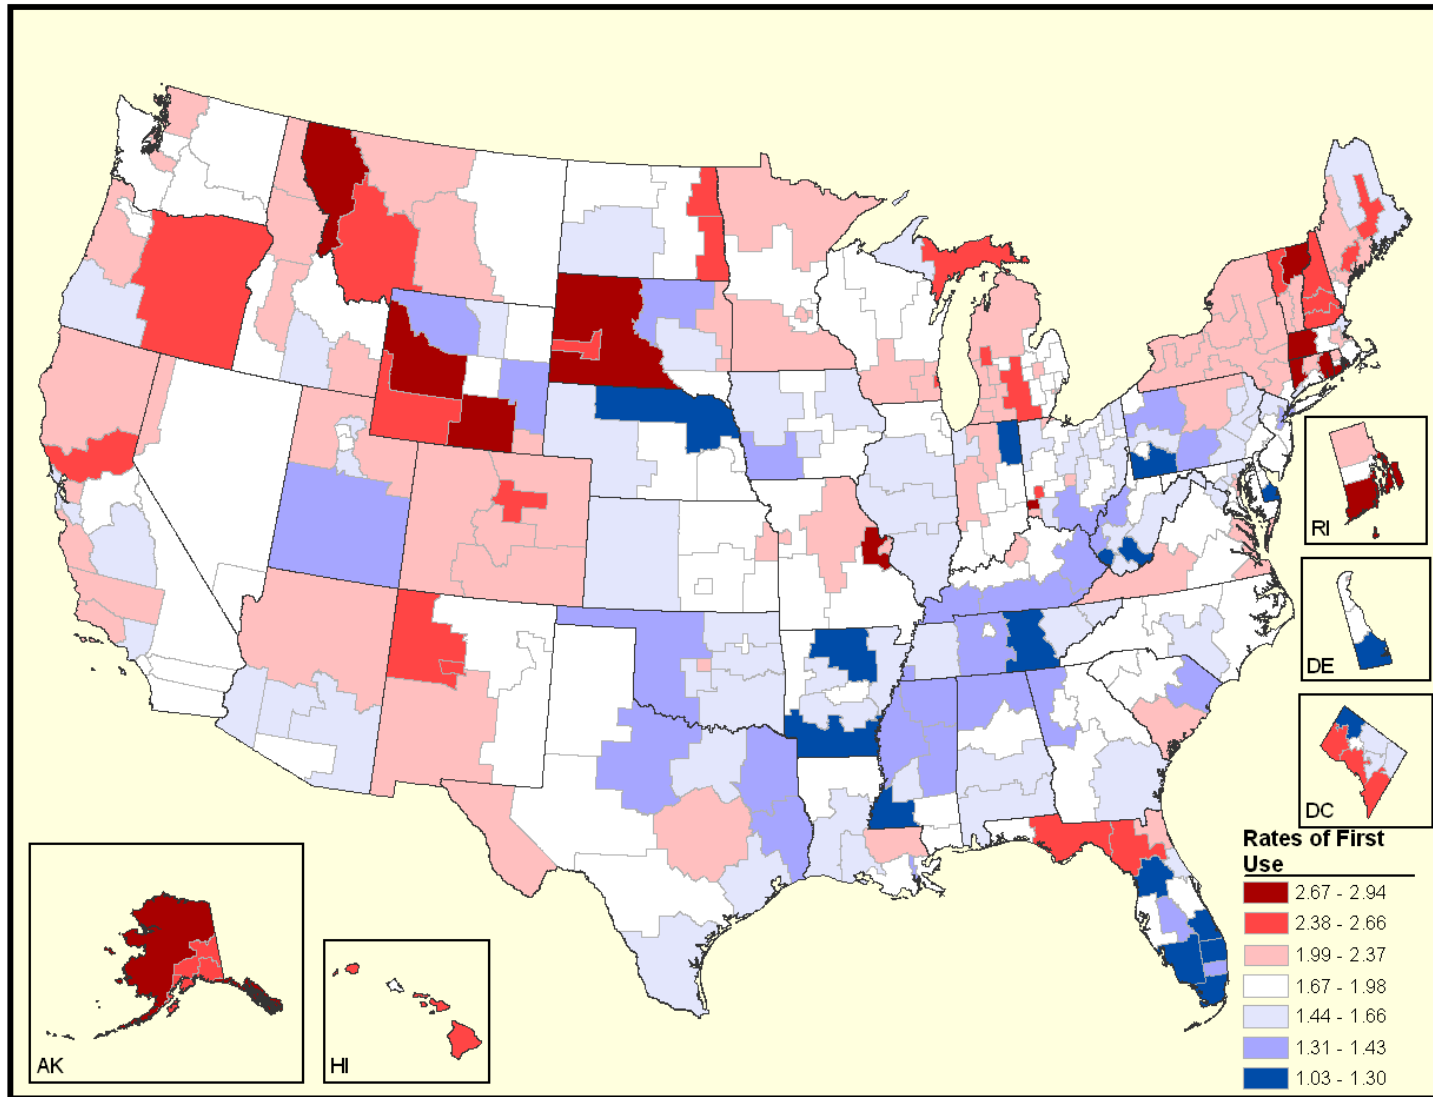 RI
DE
DC
AK
HI
Rates of First
Use
2.67 - 2.94
2.38 - 2.66
1.99 - 2.37
1.67 - 1.98
1.44 - 1.66
1.31 - 1.43
1.03 - 1.30